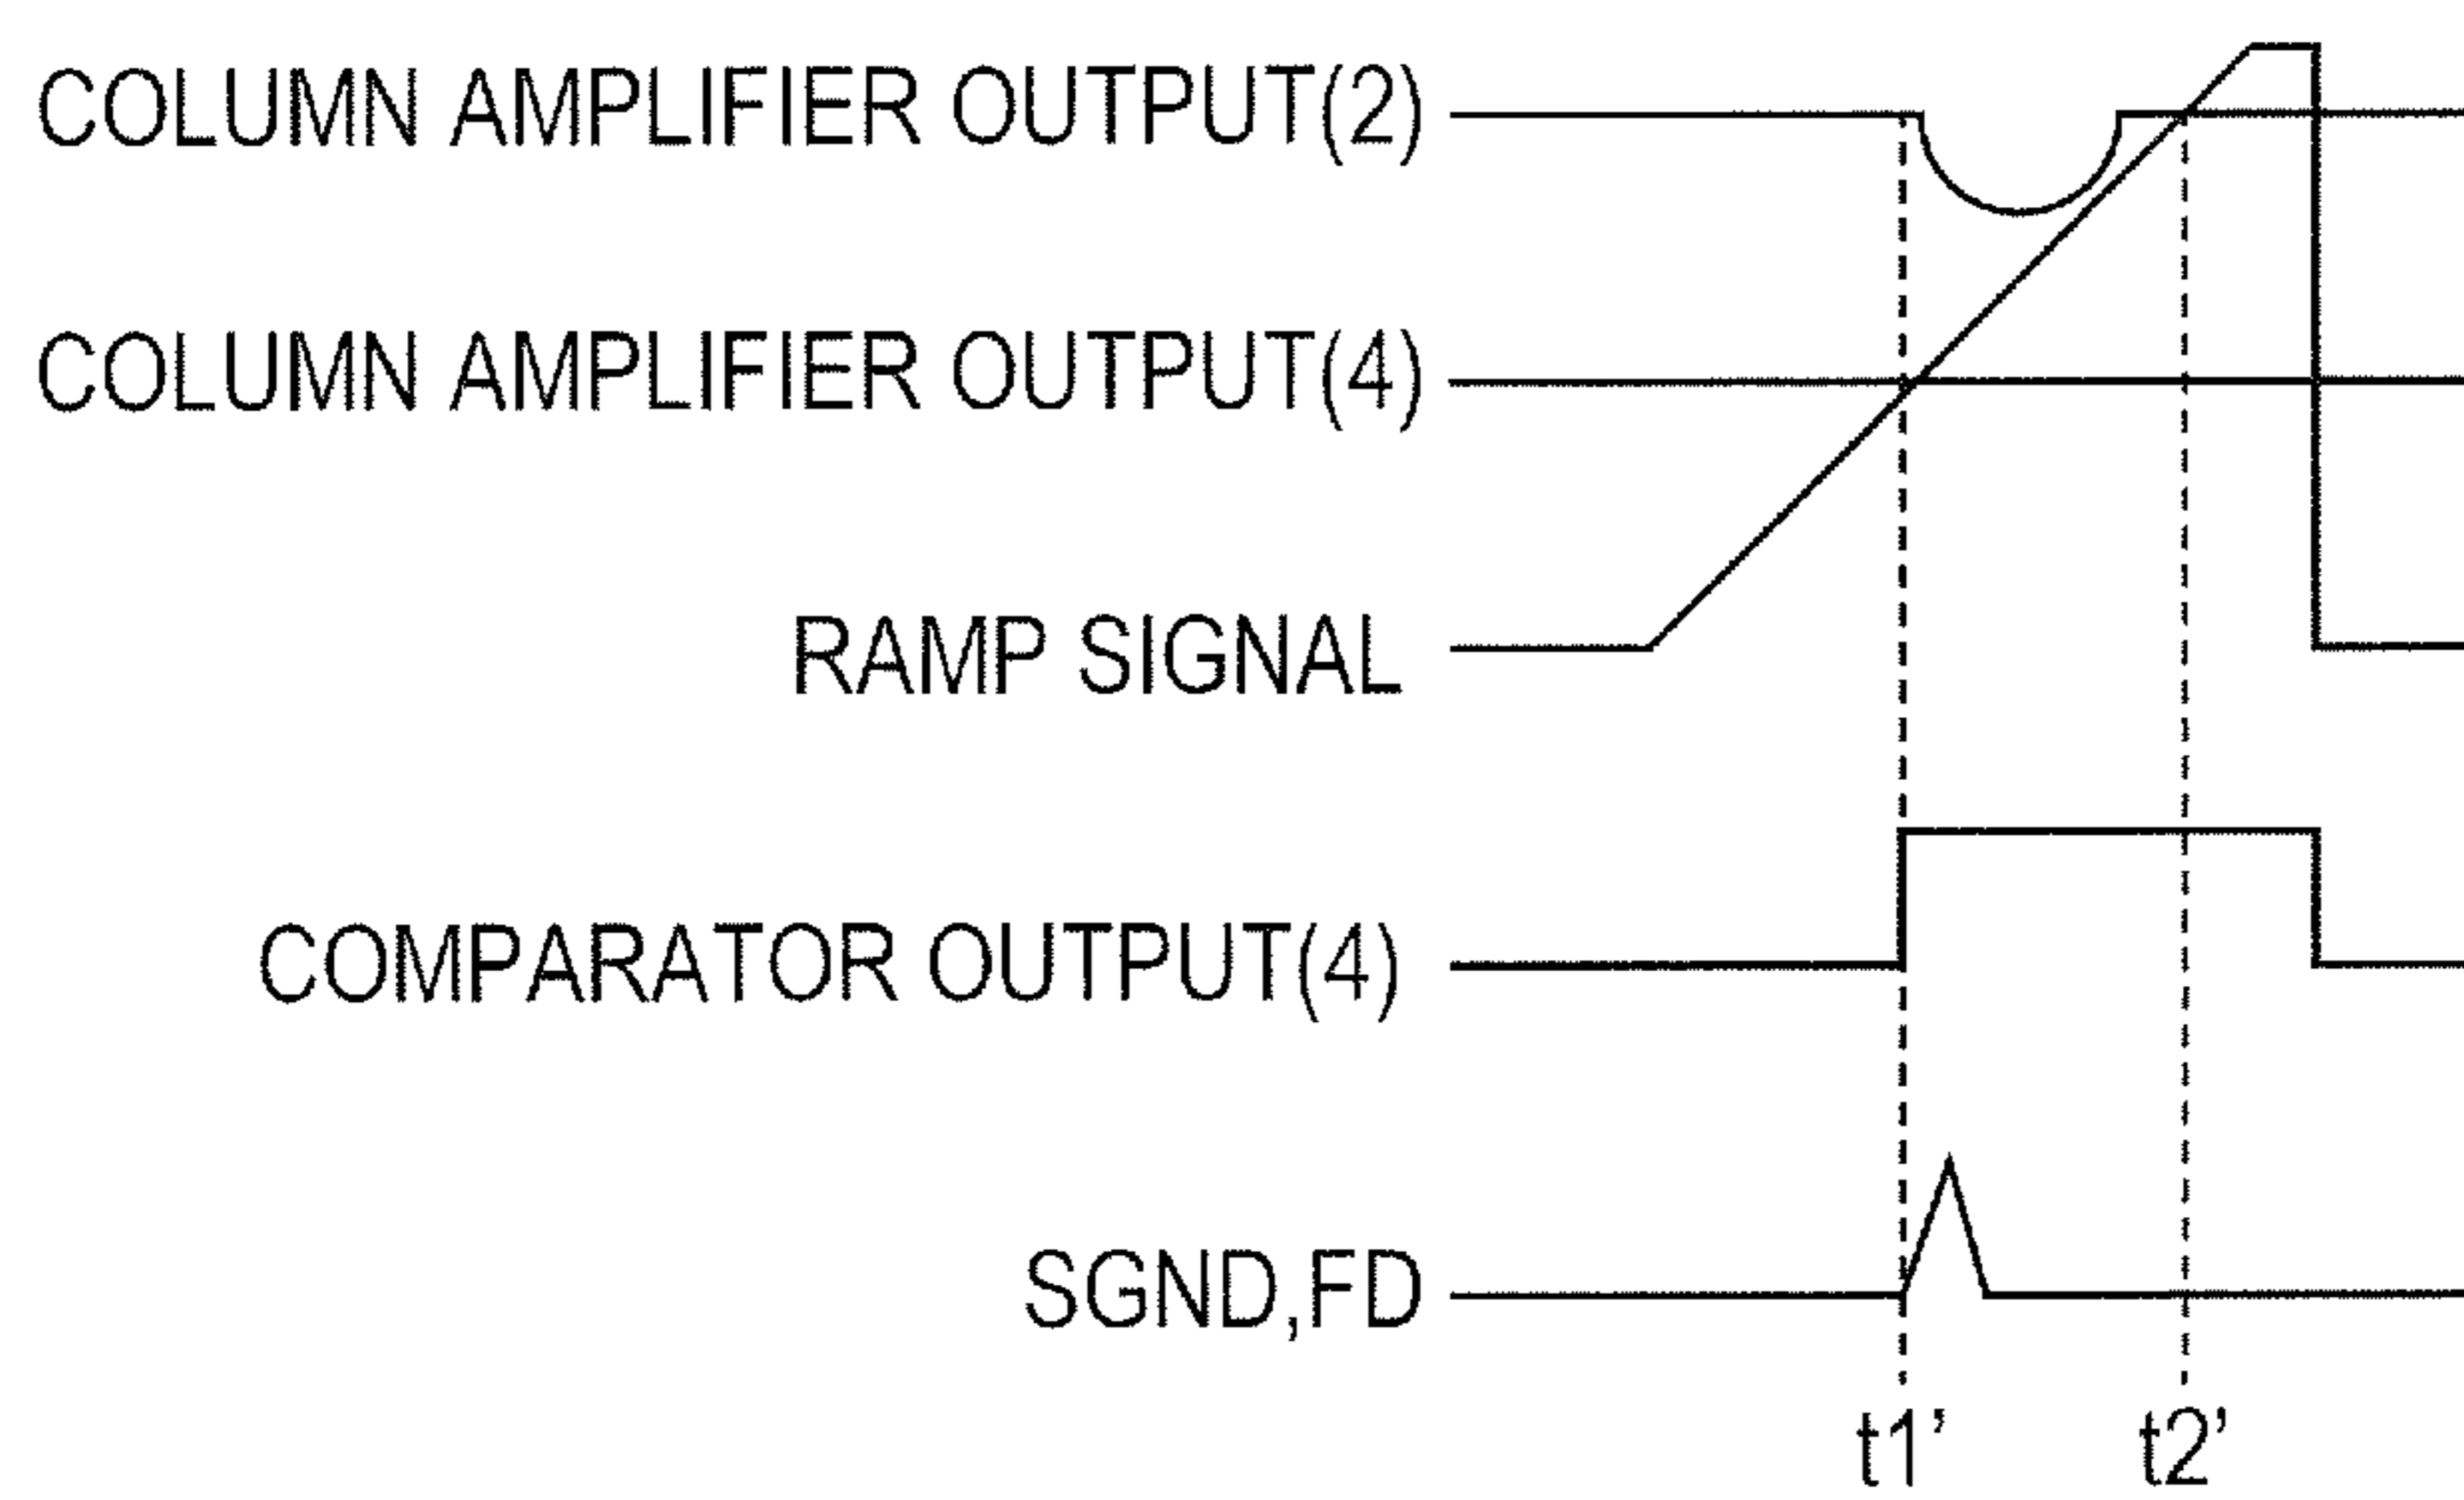 COLUMN AMPLIFIER OUTPUT(2)
COLUMN AMPLIFIER OUTPUT(4)
RAMP SIGNAL
COMPARATOR OUTPUT(4)
SGND,FD
t1’ t2’